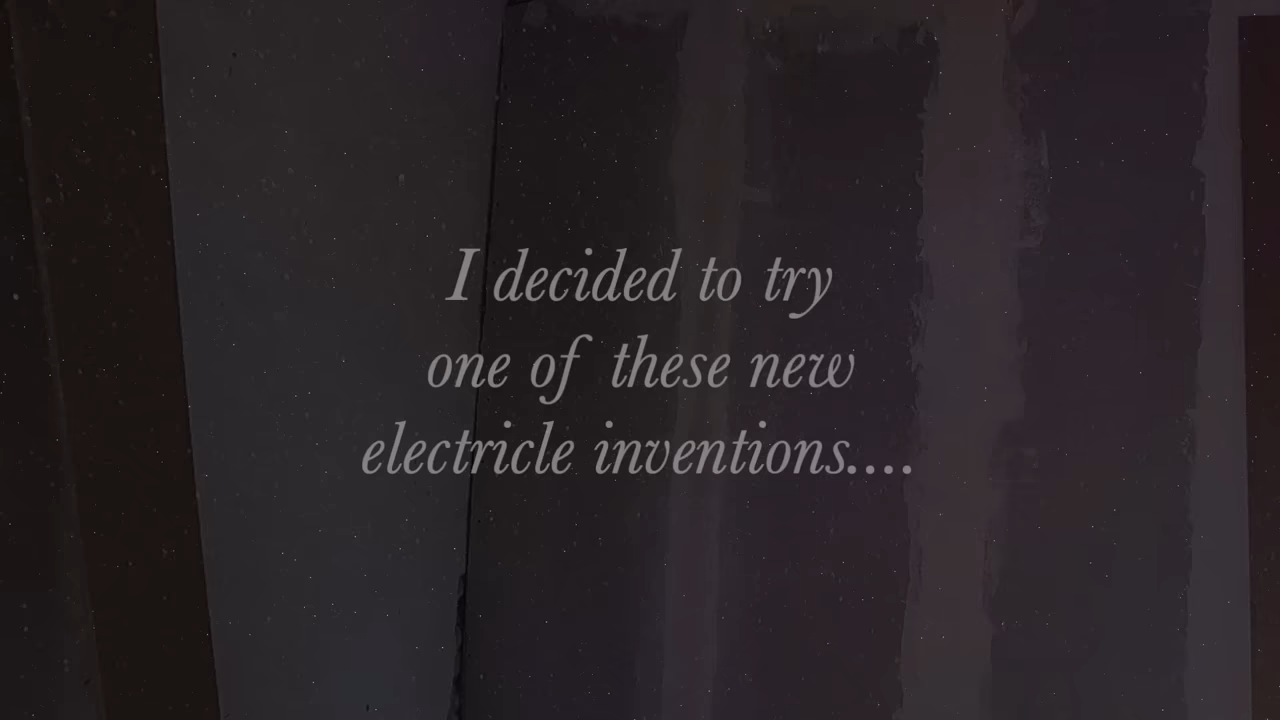 I decided to try
one of these new
electricle inventions....